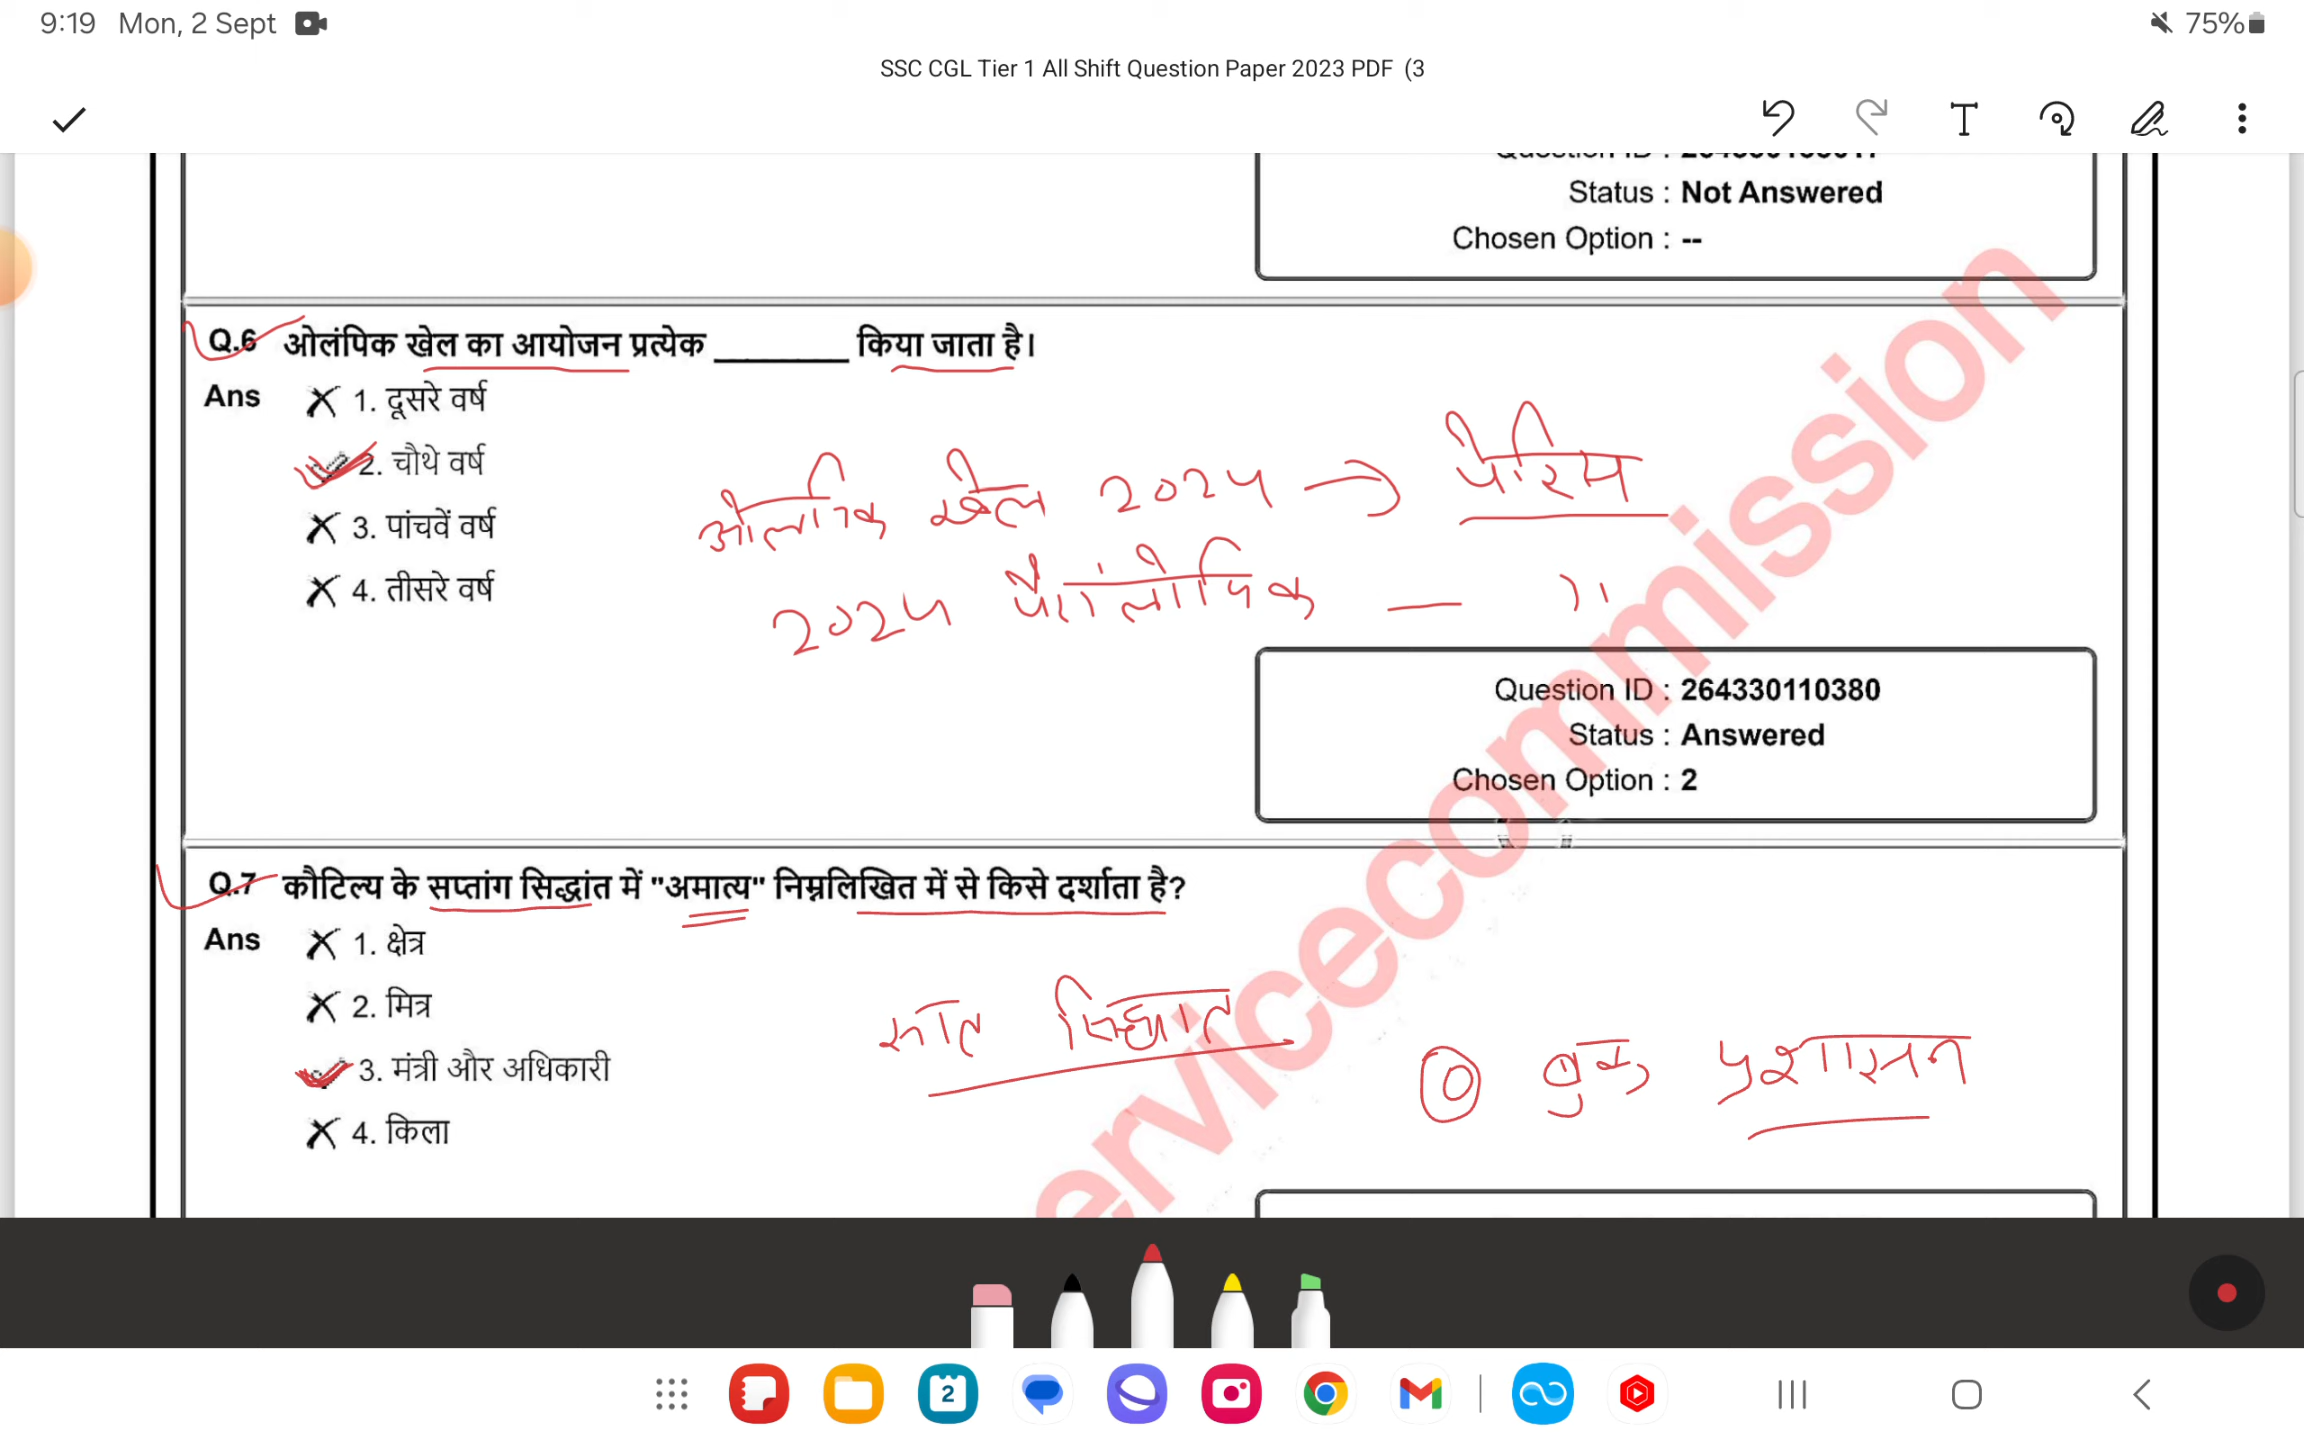 9:19 Mon, 2 Sept
75%
SSC CGL Tier 1 All Shift Question Paper 2023 PDF (3
Status : Not Answered
Chosen Option : --
Q.6 ओलंपिक खेल का आयोजन प्रत्येक ________ किया जाता है।
Ans 1. दूसरे वर्ष
2. चौथे वर्ष
3. पांचवें वर्ष
4. तीसरे वर्ष
खेल 2024 → पेरिस
2024
Question ID : 264330110380
Status : Answered
Chosen Option : 2
Q.7 कौटिल्य के सप्तांग सिद्धांत में "अमात्य" निम्नलिखित में से किसे दर्शाता है?
Ans 1. क्षेत्र
2. मित्र
3. मंत्री और अधिकारी
4. किला
सात सिद्धांत
प्रशासन
ervicecommission
2